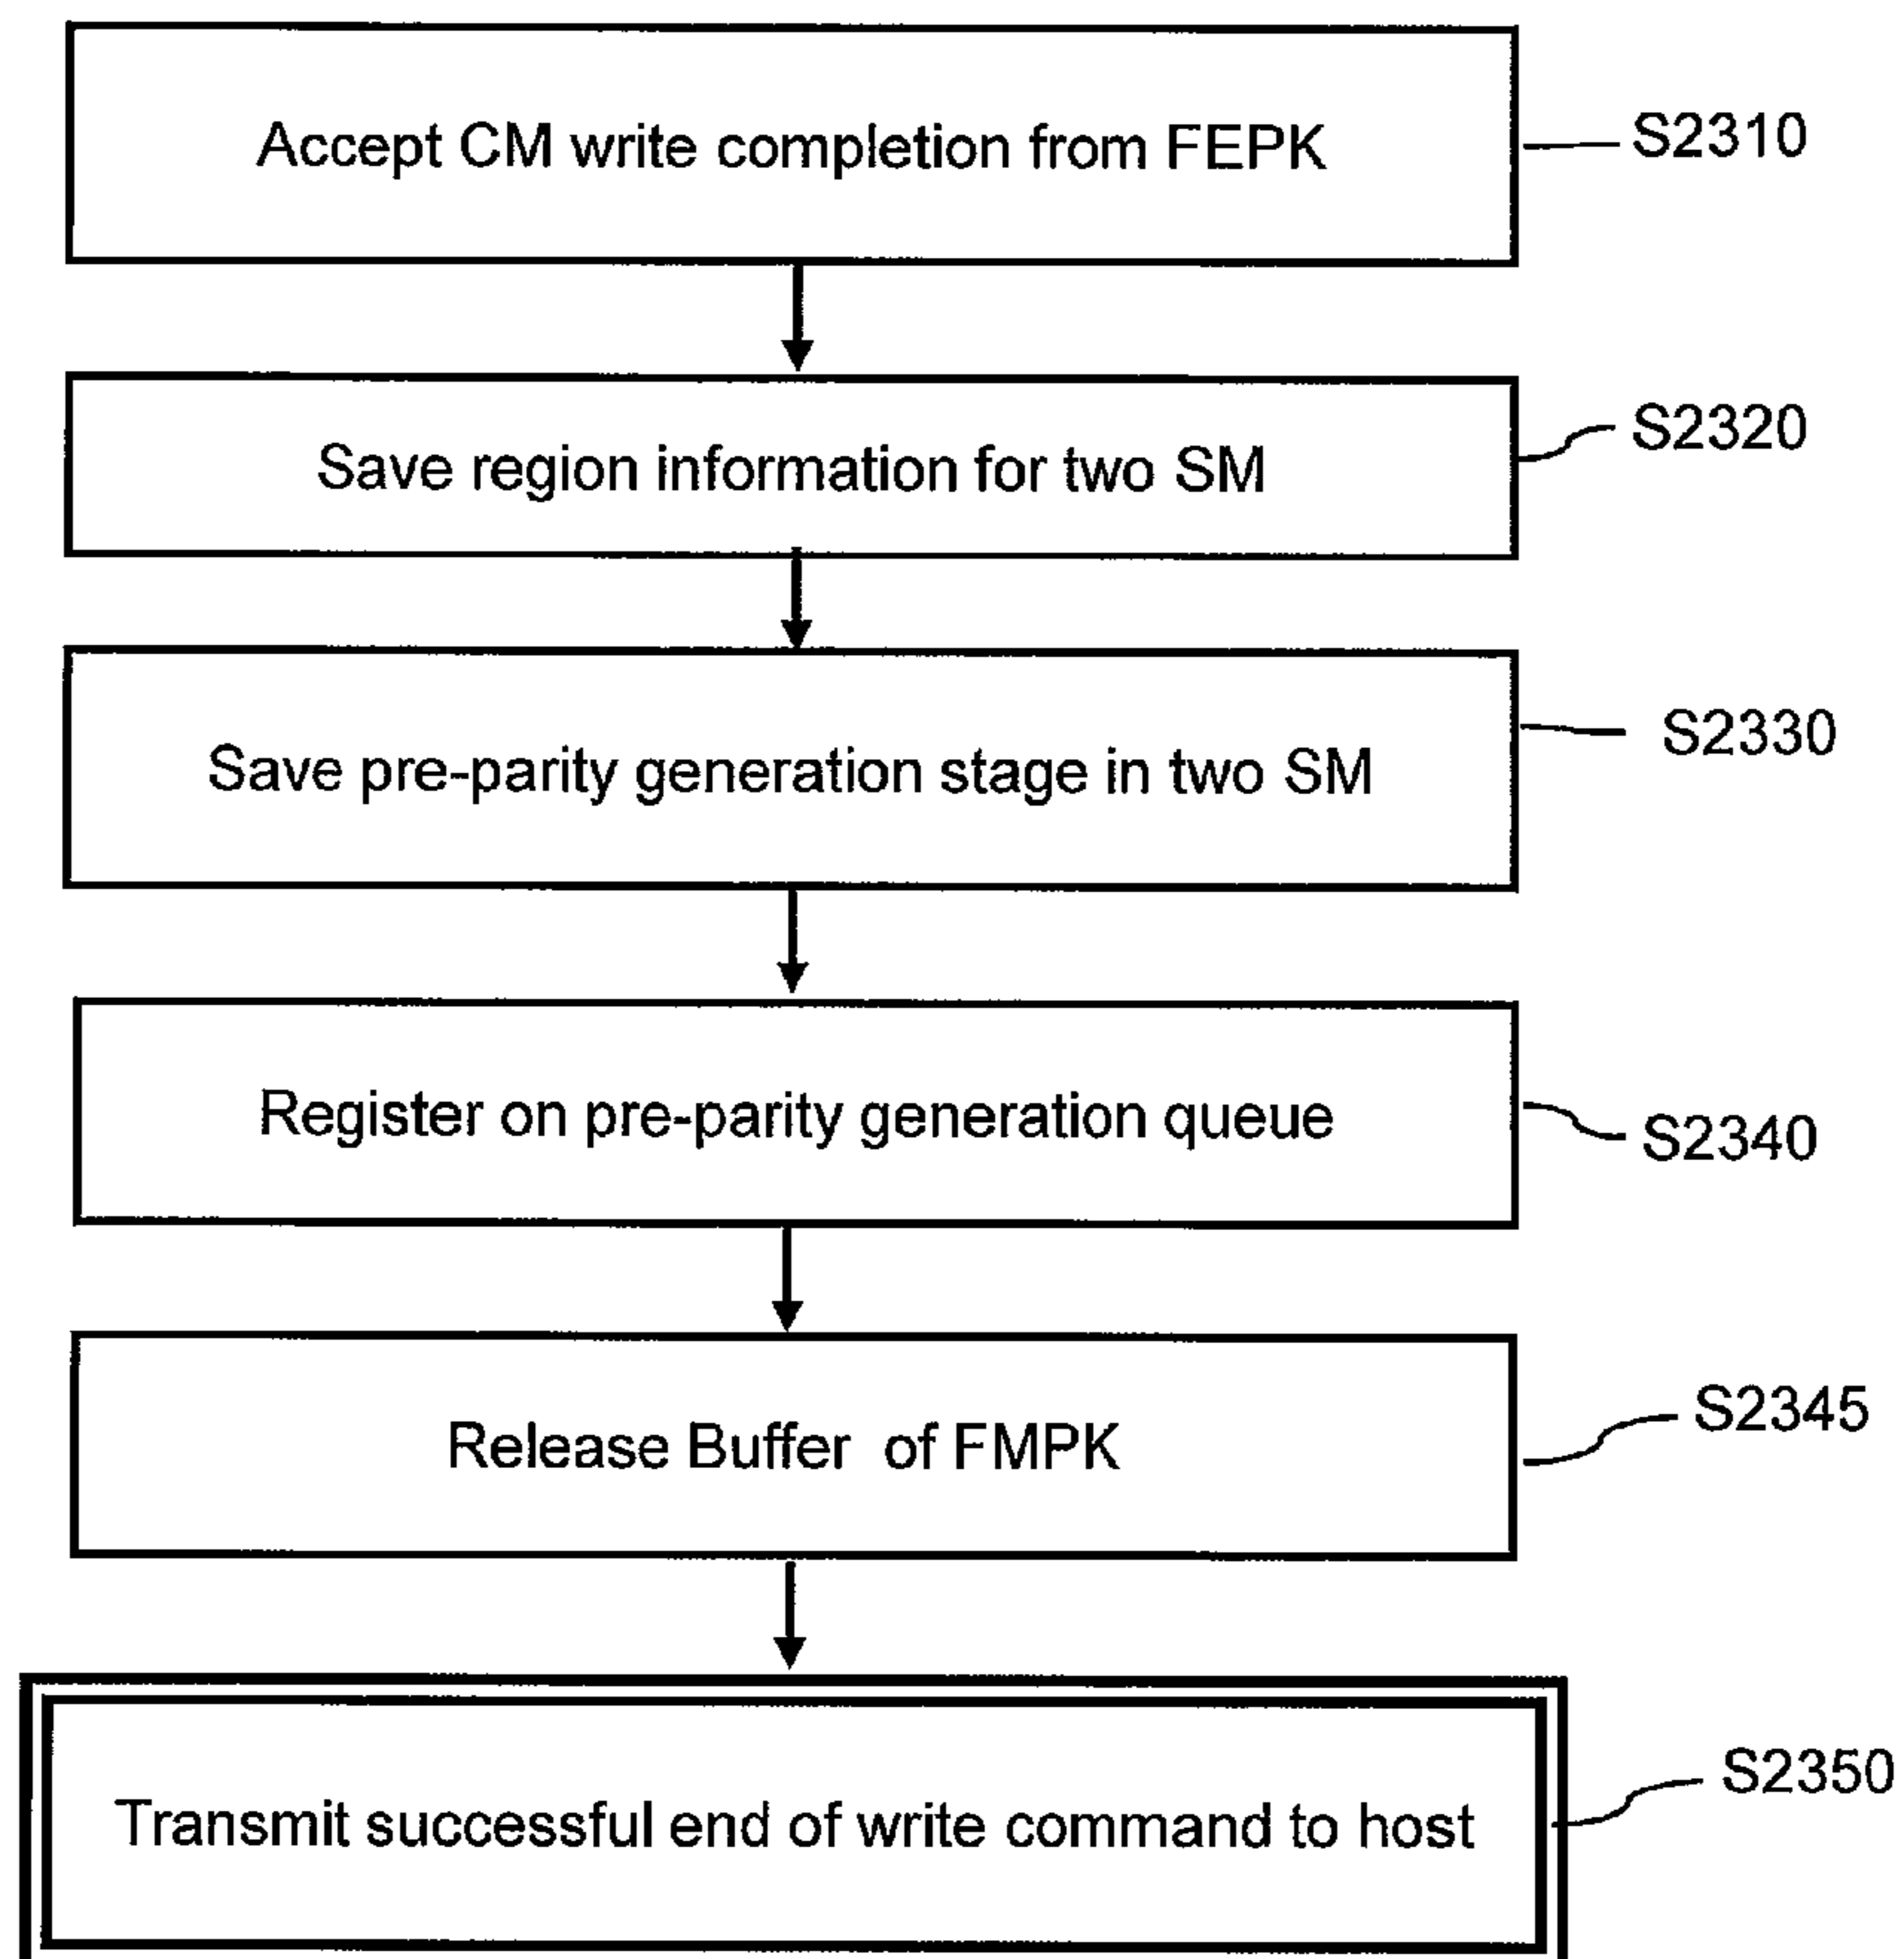 Accept CM write completion from FEPK
S2310
Save region information for two SM
S2320
Save pre-parity generation stage in two SM
S2330
Register on pre-parity generation queue
S2340
Release Buffer of FMPK
S2345
Transmit successful end of write command to host
S2350